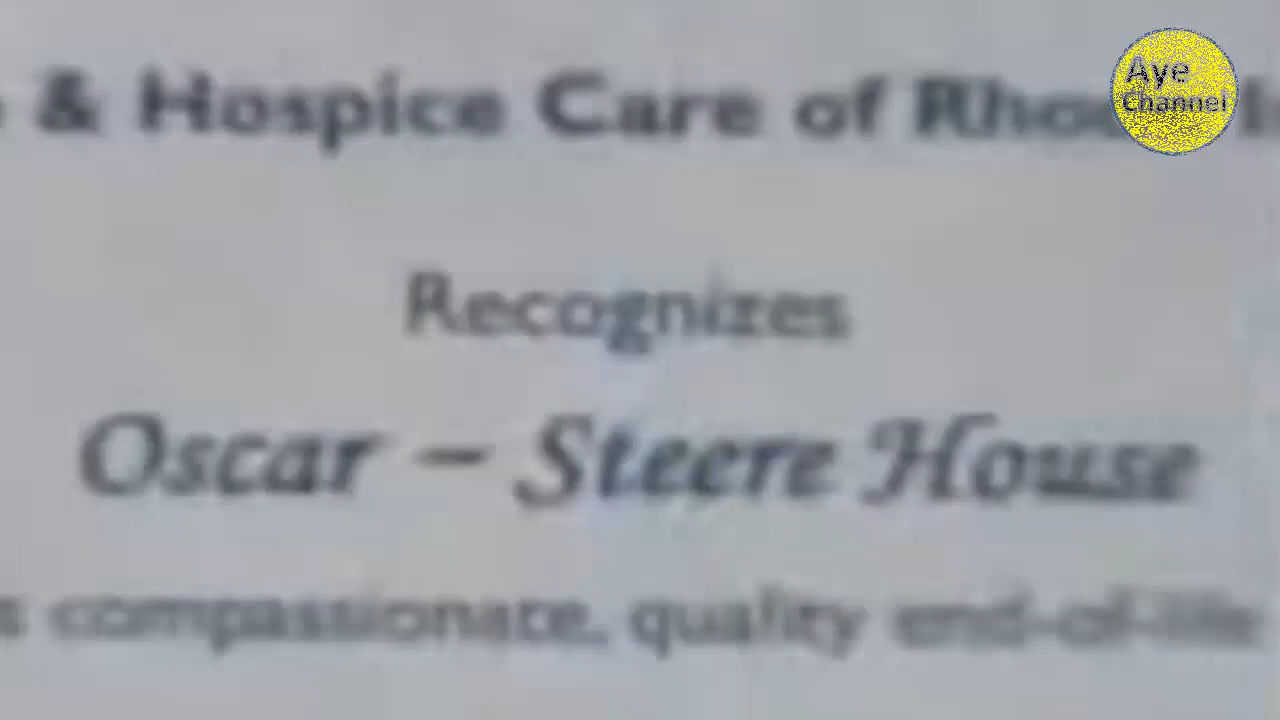 & Hospice Care of
Aye
Channel
Recognizes
Oscar – Steere House
compassionate, quality end-of-life